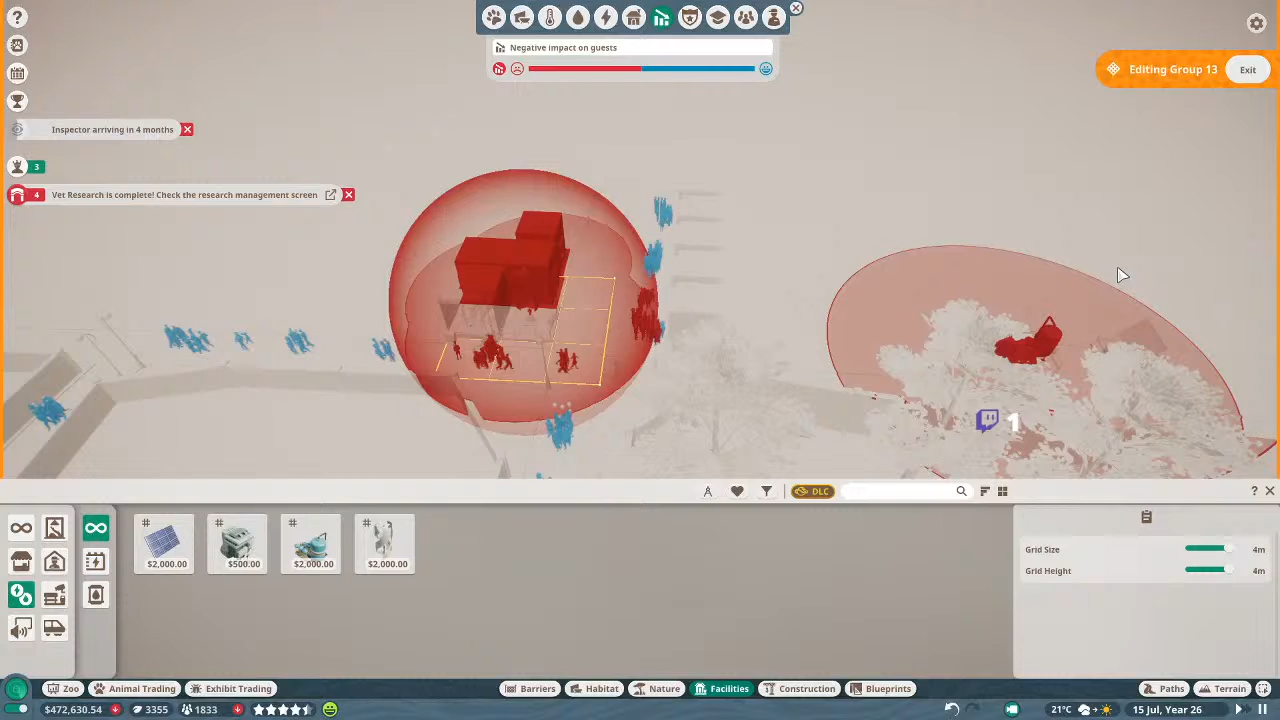 ?
Negative impact on guests
Editing Group 13
Exit
Inspector arriving in 4 months
3
4
Vet Research is complete! Check the research management screen
1
DLC
?
$2,000.00
$500.00
$2,000.00
$2,000.00
Grid Size
4m
Grid Height
4m
Zoo
Animal Trading
Exhibit Trading
Barriers
Habitat
Nature
Facilities
Construction
Blueprints
Paths
Terrain
$472,630.54
3355
1833
21°C
15 Jul, Year 26